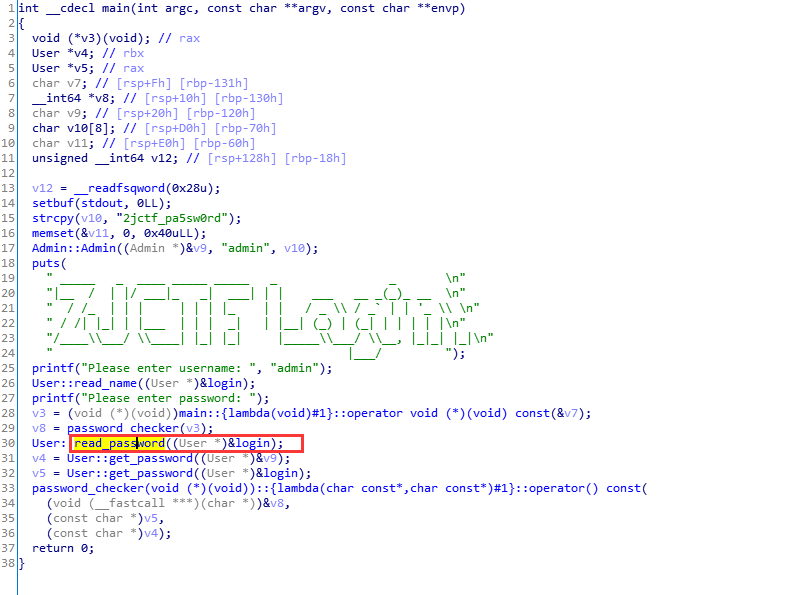 1 int __cdecl main(int argc, const char **argv, const char **envp)
2 {
3   void (*v3)(void); // rax
4   User *v4; // rbx
5   User *v5; // rax
6   char v7; // [rsp+Fh] [rbp-131h]
7   __int64 *v8; // [rsp+10h] [rbp-130h]
8   char v9; // [rsp+20h] [rbp-120h]
9   char v10[8]; // [rsp+D0h] [rbp-70h]
10   char v11; // [rsp+E0h] [rbp-60h]
11   unsigned __int64 v12; // [rsp+128h] [rbp-18h]
12
13   v12 = __readfsqword(0x28u);
14   setbuf(stdout, 0LL);
15   strcpy(v10, "2jctf_pa5sw0rd");
16   memset(&v11, 0, 0x40uLL);
17   Admin::Admin((Admin *)&v9, "admin", v10);
18   puts(
19     " _____   _  ____ _____ _____   _                 _        \n"
20     "|__  /  | |/ ___|_   _|  ___| | |    ___   __ _(_)_ __  \n"
21     "  / /_  | | |     | | | |_    | |   / _ \\ / _` | | '_ \\ \n"
22     " / /| |_| | |___  | | |  _|   | |__| (_) | (_| | | | | |\n"
23     "/____\\___/ \\____| |_| |_|     |_____\\___/ \\__, |_|_| |_|\n"
24     "                                          |___/          ");
25   printf("Please enter username: ", "admin");
26   User::read_name((User *)&login);
27   printf("Please enter password: ");
28   v3 = (void (*)(void))main::{lambda(void)#1}::operator void (*)(void) const(&v7);
29   v8 = password_checker(v3);
30   User: read_password((User *)&login);
31   v4 = User::get_password((User *)&v9);
32   v5 = User::get_password((User *)&login);
33   password_checker(void (*)(void))::{lambda(char const*,char const*)#1}::operator() const(
34     (void (__fastcall ***)(char *))&v8,
35     (const char *)v5,
36     (const char *)v4);
37   return 0;
38 }